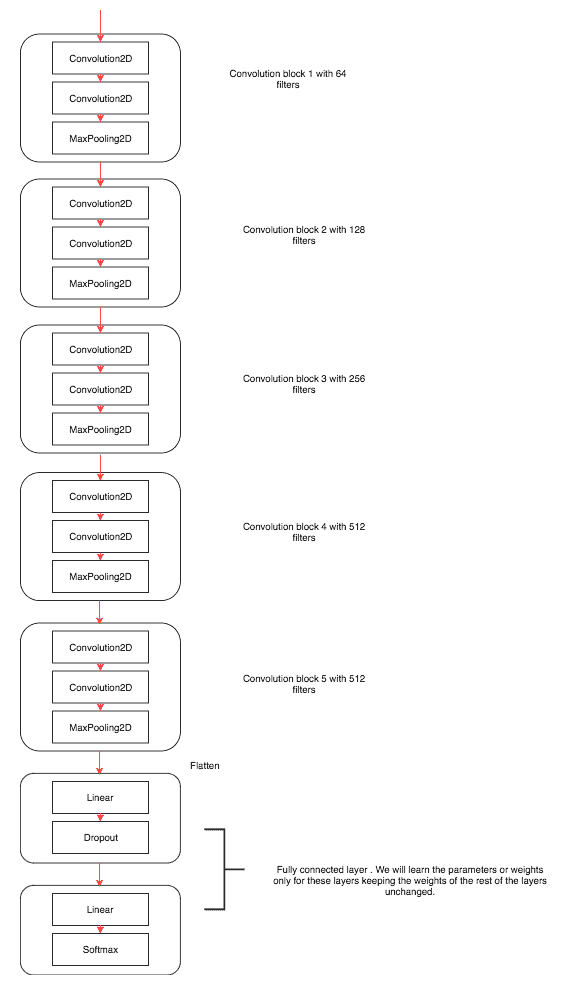 Convolution2D
Convolution block 1 with 64
filters
Convolution2D
MaxPooling2D
Convolution2D
Convolution block 2 with 128
filters
Convolution2D
MaxPooling2D
Convolution2D
Convolution block 3 with 256
filters
Convolution2D
MaxPooling2D
Convolution2D
Convolution block 4 with 512
filters
Convolution2D
MaxPooling2D
Convolution2D
Convolution block 5 with 512
filters
Convolution2D
MaxPooling2D
Flatten
Linear
Dropout
Fully connected layer . We will learn the parameters or weights
only for these layers keeping the weights of the rest of the layers
unchanged.
Linear
Softmax